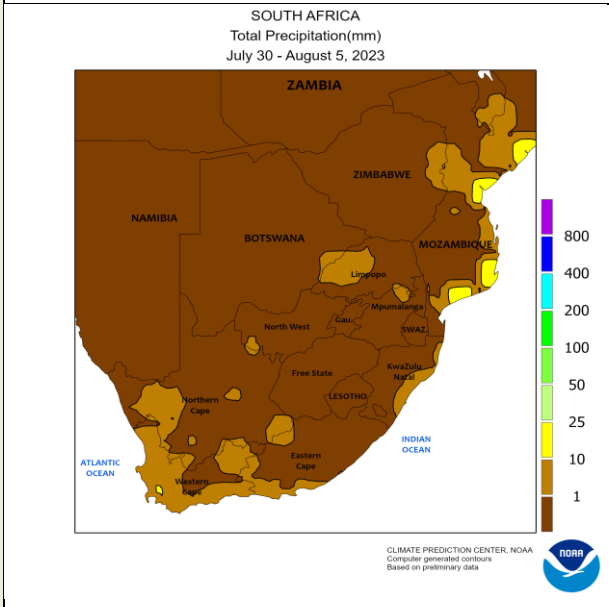 SOUTH AFRICA
Total Precipitation(mm)
July 30 - August 5, 2023
ZAMBIA
ZIMBABWE
NAMIBIA
BOTSWANA
MOZAMBIQUE
Limpopo
Mpumalanga
North West
Gau.
SWAZ.
Free State
KwaZulu
Natal
LESOTHO
Northern
Cape
Eastern
Cape
Western
Cape
ATLANTIC
OCEAN
INDIAN
OCEAN
800
400
200
100
50
25
10
1
CLIMATE PREDICTION CENTER, NOAA
Computer generated contours
Based on preliminary data
NOAA